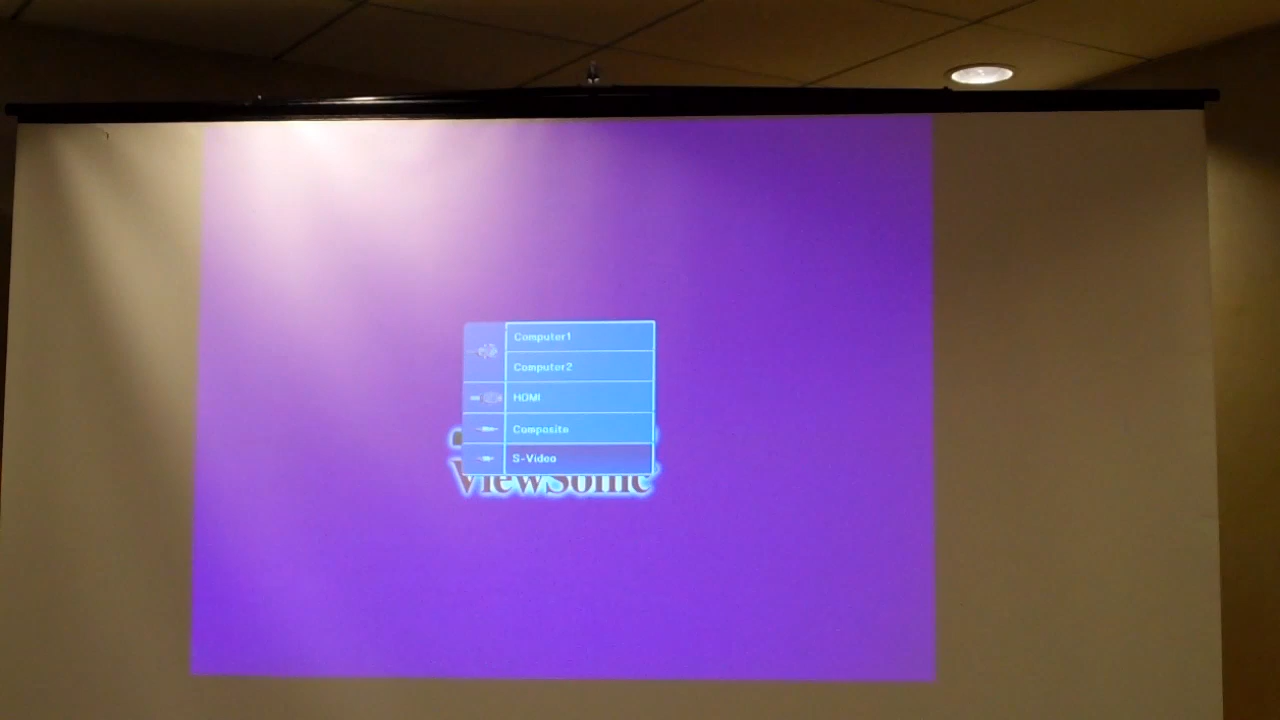 Computer1
Computer2
HDMI
Composite
S-Video
ViewSonic